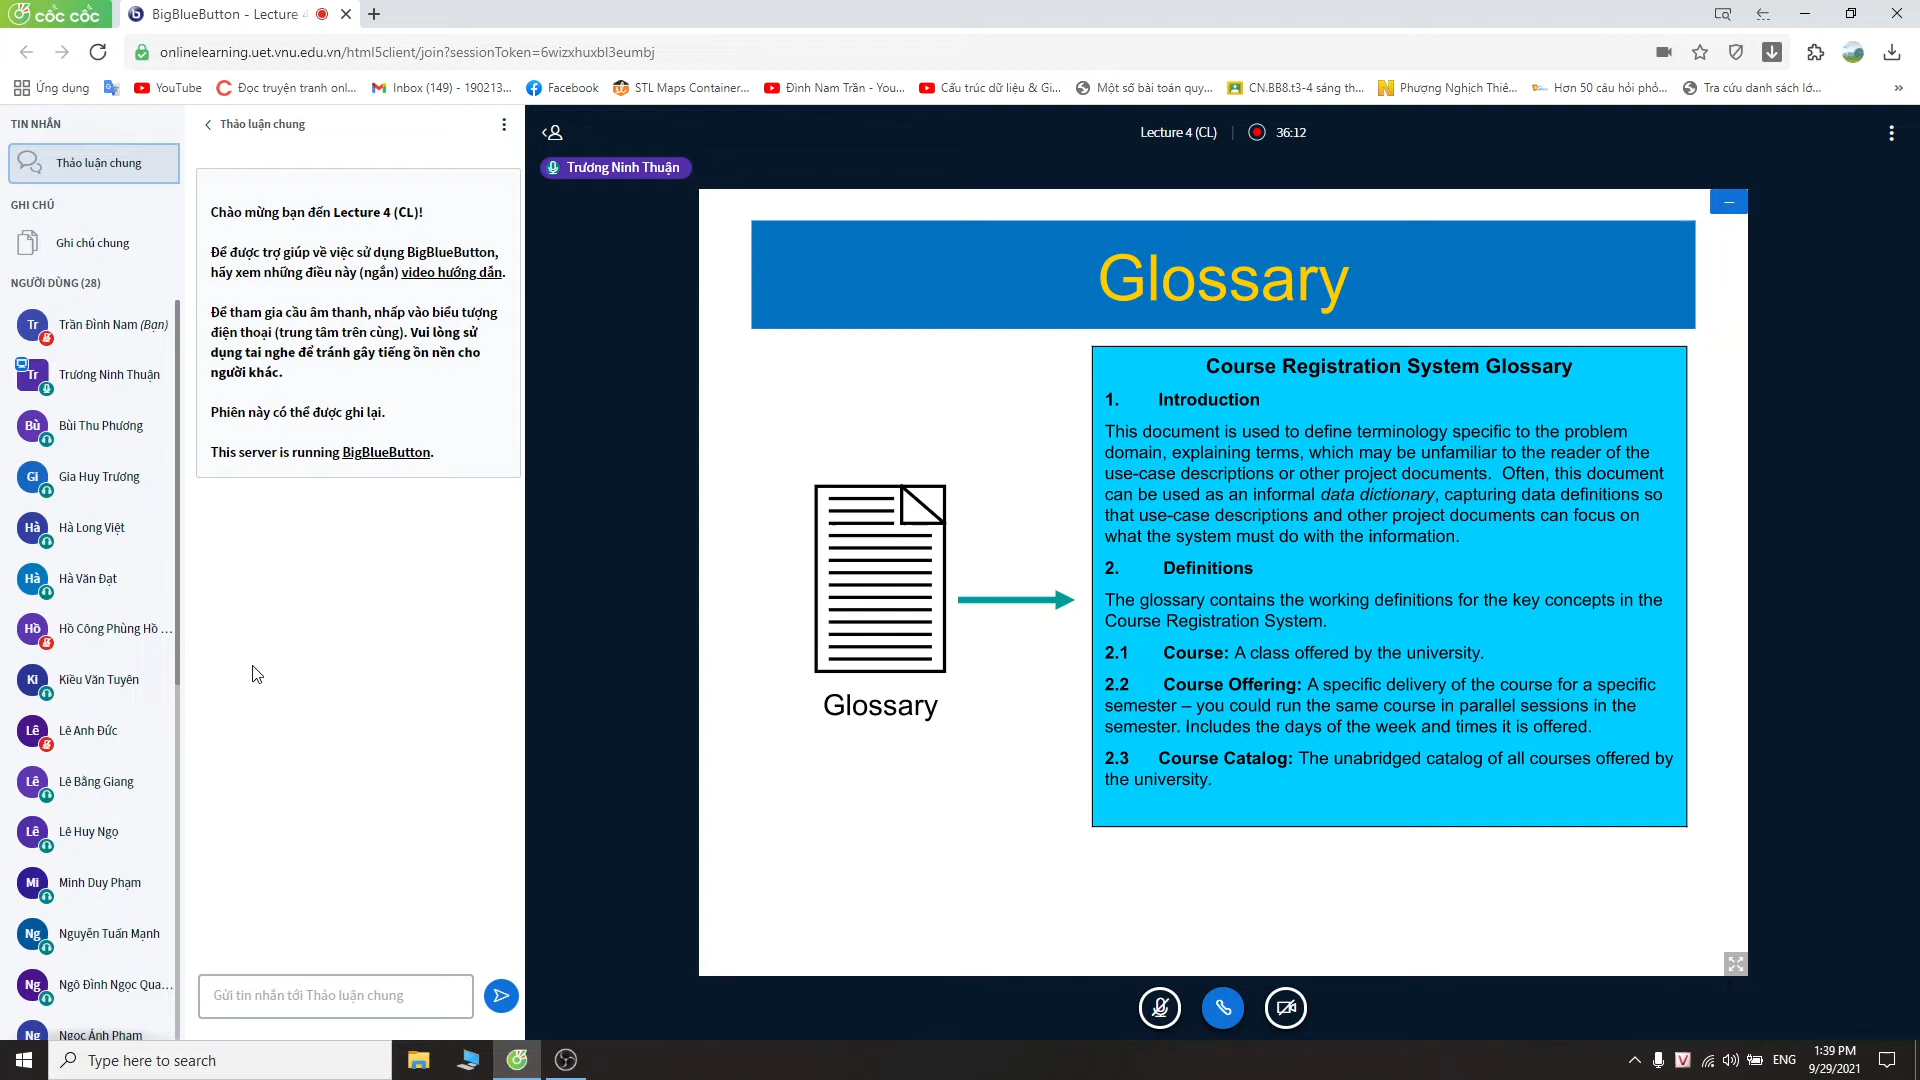 cốc cốc
BigBlueButton - Lecture 4
onlinelearning.uet.vnu.edu.vn/html5client/join?sessionToken=6wizxhuxbl3eumbj
Ứng dụng
YouTube
Đọc truyện tranh onl...
Inbox (149) - 190213...
Facebook
STL Maps Container...
Đình Nam Trần - You...
Cấu trúc dữ liệu & Gi...
Một số bài toán quy...
CN.BB8.t3-4 sáng th...
Phượng Nghịch Thiê...
Hơn 50 câu hỏi phỏ...
Tra cứu danh sách lớ...
TIN NHẮN
Thảo luận chung
GHI CHÚ
Ghi chú chung
NGƯỜI DÙNG (28)
Tr
Trần Đình Nam (Bạn)
Tr
Trương Ninh Thuận
Bù
Bùi Thu Phương
Gi
Gia Huy Trương
Hà
Hà Long Việt
Hà
Hà Văn Đạt
Hồ
Hồ Công Phùng Hồ ...
Ki
Kiều Văn Tuyên
Lê
Lê Anh Đức
Lê
Lê Bằng Giang
Lê
Lê Huy Ngọ
Mi
Minh Duy Phạm
Ng
Nguyễn Tuấn Mạnh
Ng
Ngô Đình Ngọc Qua...
Ng
Ngọc Ánh Phạm
Thảo luận chung
Chào mừng bạn đến Lecture 4 (CL)!
Để được trợ giúp về việc sử dụng BigBlueButton,
hãy xem những điều này (ngắn) video hướng dẫn.
Để tham gia cầu âm thanh, nhấp vào biểu tượng
điện thoại (trung tâm trên cùng). Vui lòng sử
dụng tai nghe để tránh gây tiếng ồn nền cho
người khác.
Phiên này có thể được ghi lại.
This server is running BigBlueButton.
Gửi tin nhắn tới Thảo luận chung
Lecture 4 (CL)
36:12
Trương Ninh Thuận
Glossary
Glossary
Course Registration System Glossary
1. Introduction
This document is used to define terminology specific to the problem
domain, explaining terms, which may be unfamiliar to the reader of the
use-case descriptions or other project documents. Often, this document
can be used as an informal data dictionary, capturing data definitions so
that use-case descriptions and other project documents can focus on
what the system must do with the information.
2. Definitions
The glossary contains the working definitions for the key concepts in the
Course Registration System.
2.1 Course: A class offered by the university.
2.2 Course Offering: A specific delivery of the course for a specific
semester – you could run the same course in parallel sessions in the
semester. Includes the days of the week and times it is offered.
2.3 Course Catalog: The unabridged catalog of all courses offered by
the university.
Type here to search
V
ENG
1:39 PM
9/29/2021